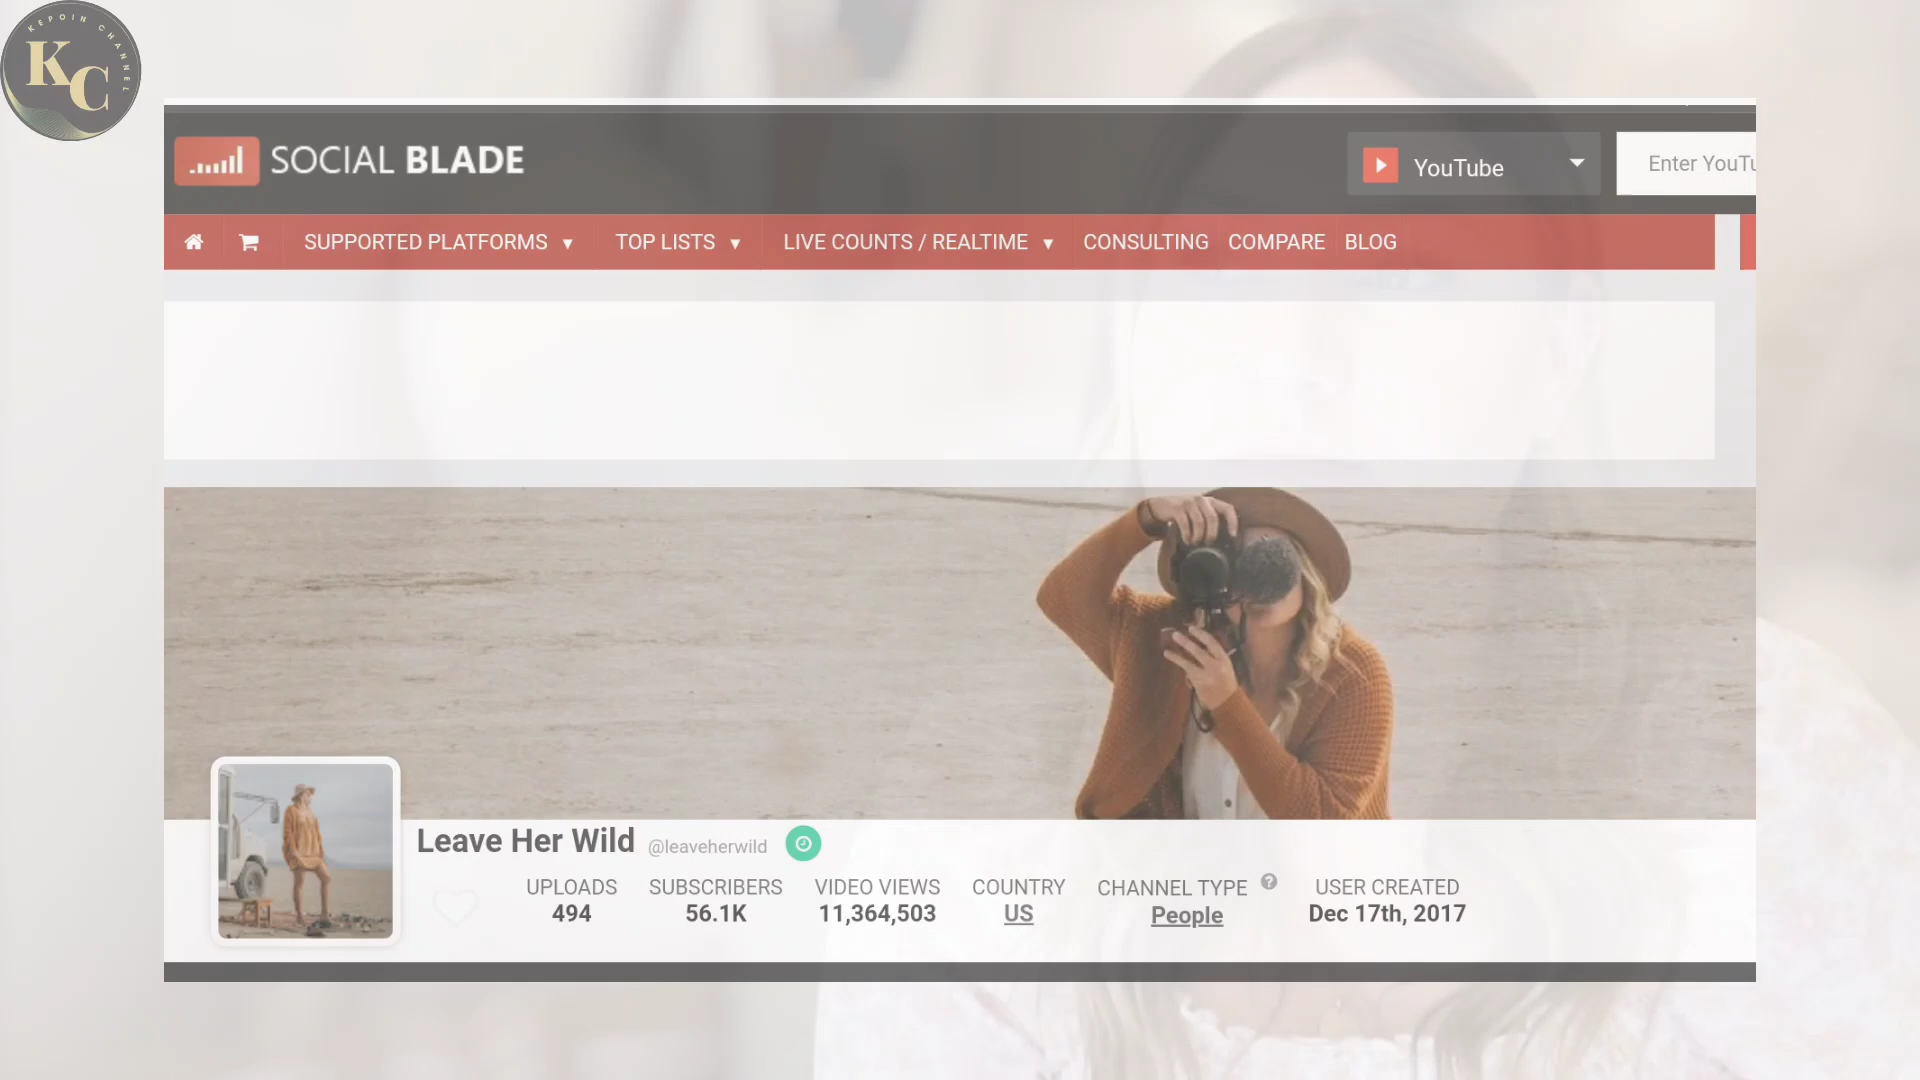 KEPOIN CHANNEL
KC
SOCIAL BLADE
YouTube
Enter YouTu
SUPPORTED PLATFORMS ▼
TOP LISTS ▼
LIVE COUNTS / REALTIME ▼
CONSULTING
COMPARE
BLOG
Leave Her Wild @leaveherwild
UPLOADS
494
SUBSCRIBERS
56.1K
VIDEO VIEWS
11,364,503
COUNTRY
US
CHANNEL TYPE ?
People
USER CREATED
Dec 17th, 2017